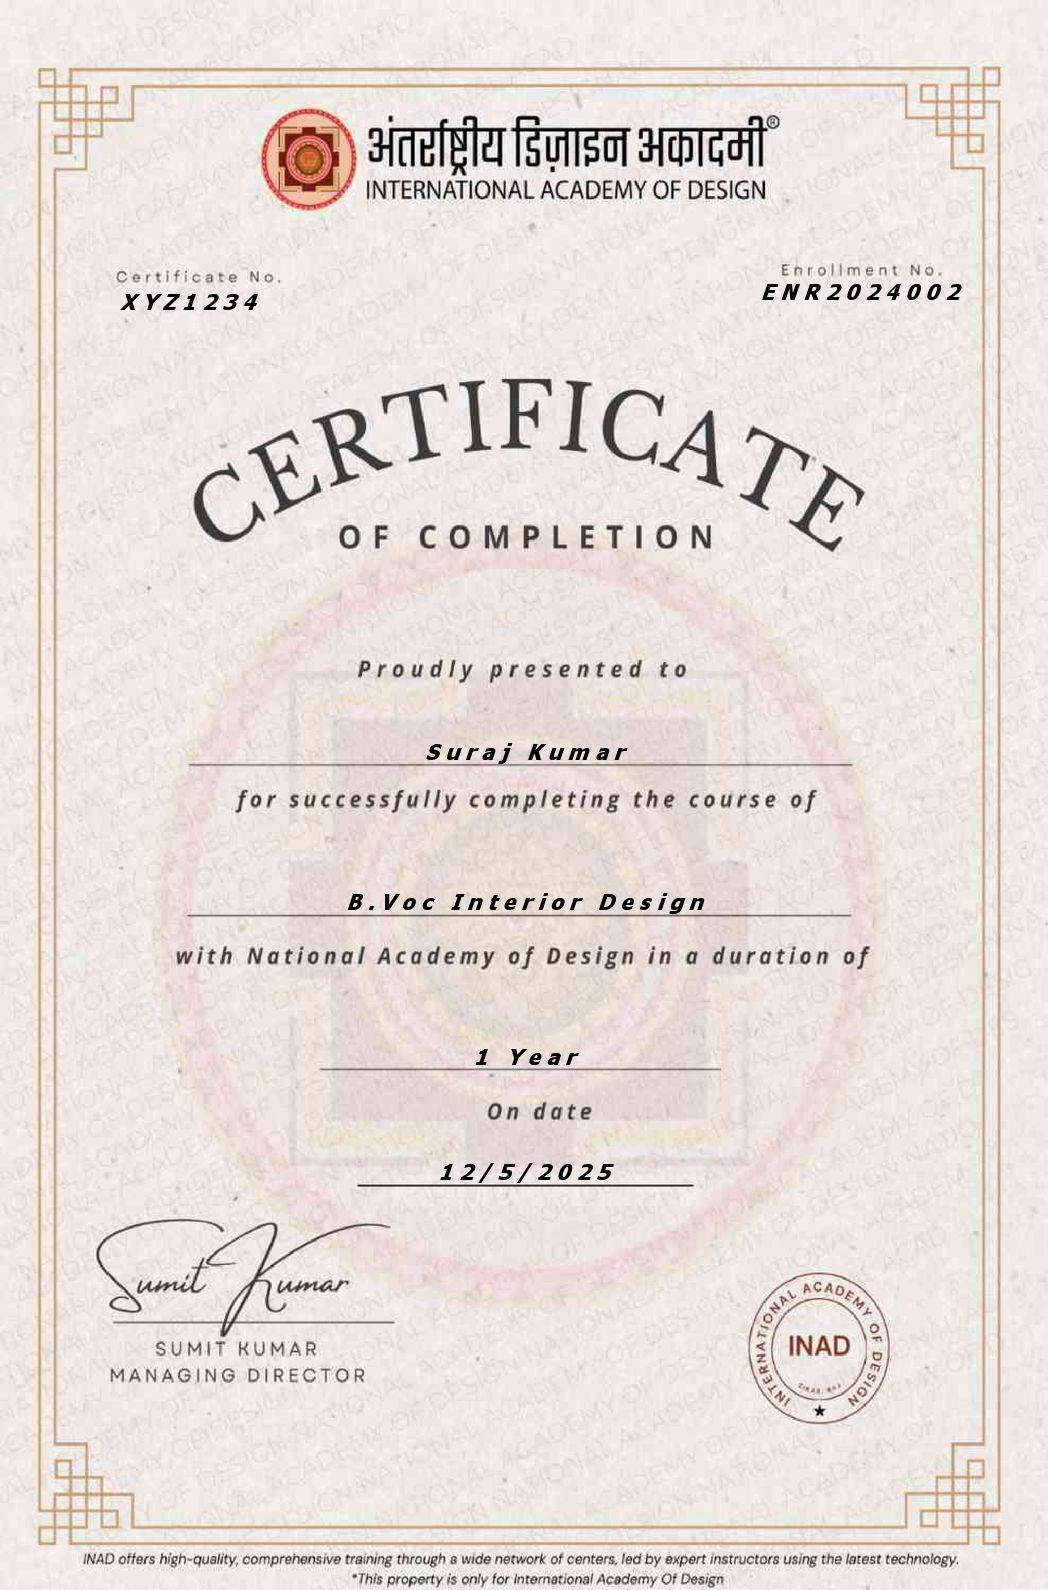 अंतर्राष्ट्रीय डिज़ाइन अकादमी®
INTERNATIONAL ACADEMY OF DESIGN
Certificate No.
XYZ1234
Enrollment No.
ENR2024002
CERTIFICATE
OF COMPLETION
Proudly presented to
Suraj Kumar
for successfully completing the course of
B.Voc Interior Design
with National Academy of Design in a duration of
1 Year
On date
12/5/2025
Sumit Kumar
SUMIT KUMAR
MANAGING DIRECTOR
INTERNATIONAL ACADEMY OF DESIGN
INAD
INAD offers high-quality, comprehensive training through a wide network of centers, led by expert instructors using the latest technology.
*This property is only for International Academy Of Design